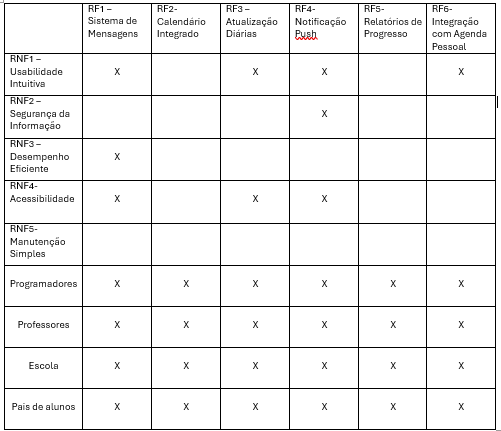 RF1 – Sistema de Mensagens
RF2- Calendário Integrado
RF3 – Atualização Diárias
RF4- Notificação Push
RF5- Relatórios de Progresso
RF6- Integração com Agenda Pessoal
RNF1 – Usabilidade Intuitiva X X X X
RNF2 – Segurança da Informação X
RNF3 – Desempenho Eficiente X
RNF4- Acessibilidade X X X
RNF5- Manutenção Simples
Programadores X X X X X X
Professores X X X X X X
Escola X X X X X X
Pais de alunos X X X X X X